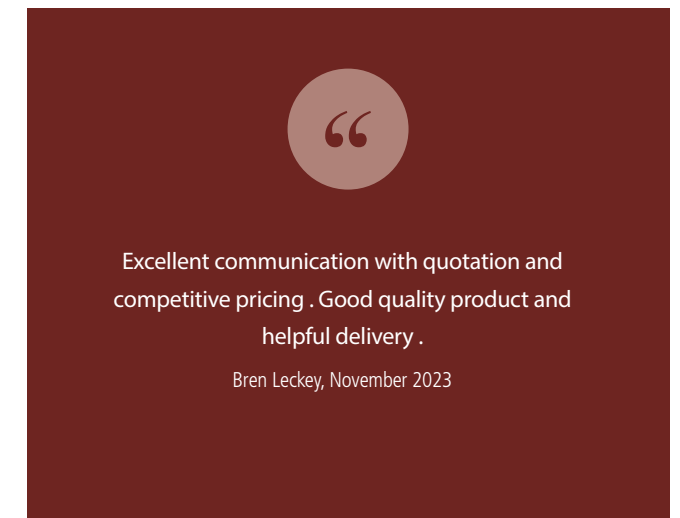 “
Excellent communication with quotation and
competitive pricing . Good quality product and
helpful delivery .
Bren Leckey, November 2023